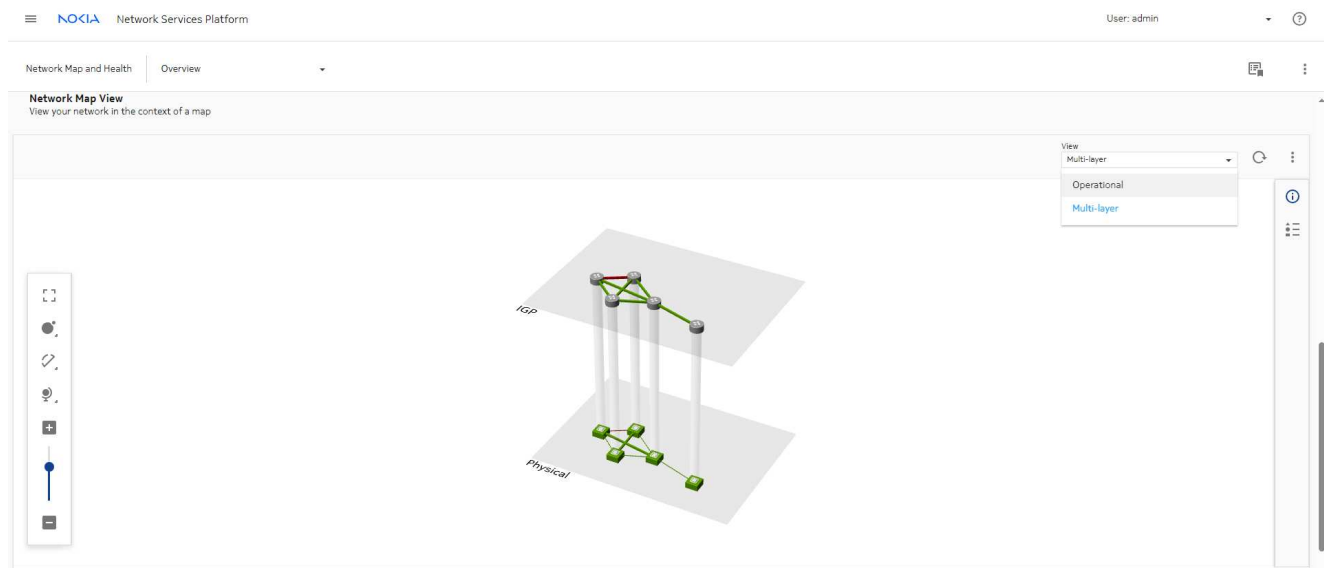 NOKIA Network Services Platform
User: admin
Network Map and Health
Overview
Network Map View
View your network in the context of a map
View
Multi-layer
Operational
Multi-layer
IGP
Physical